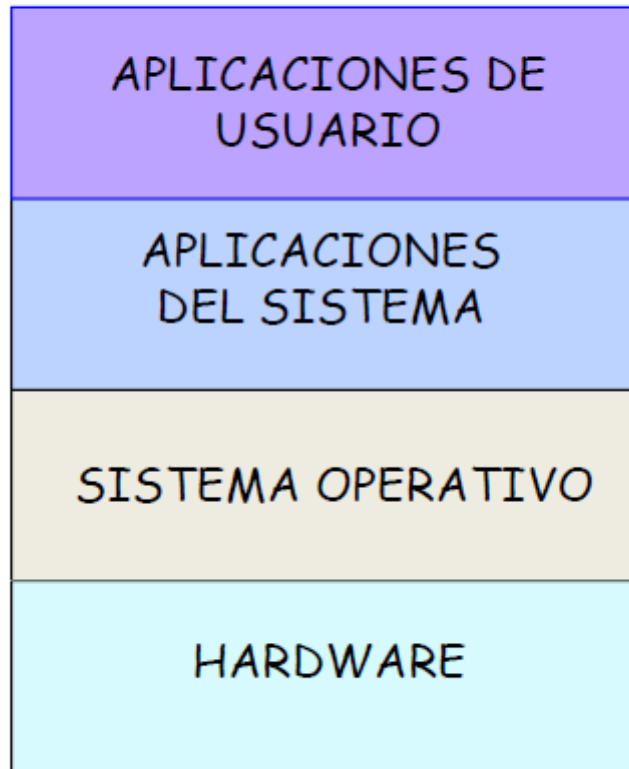 APLICACIONES DE
USUARIO
APLICACIONES
DEL SISTEMA
SISTEMA OPERATIVO
HARDWARE